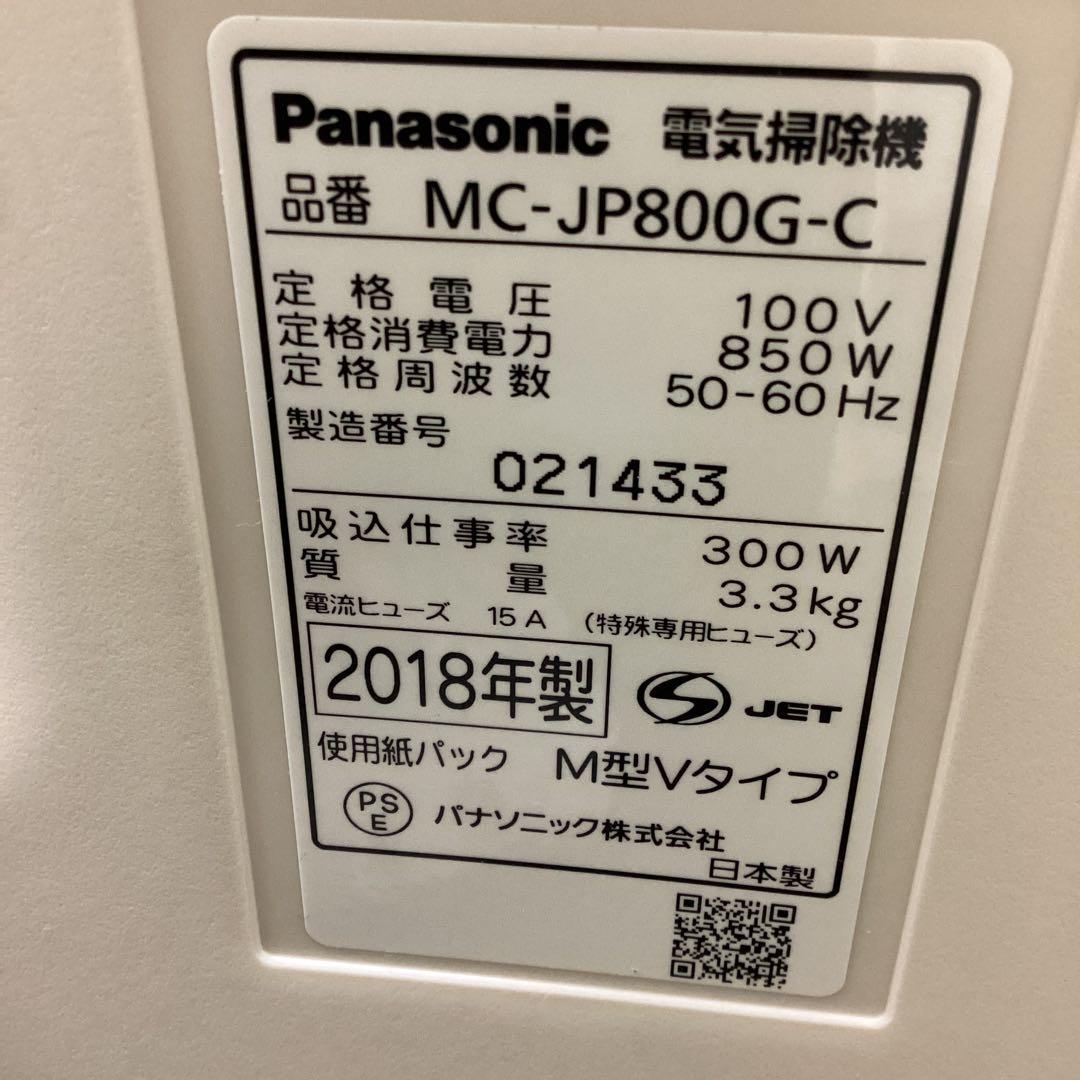 Panasonic 電気掃除機
品番 MC-JP800G-C
定格電圧 100V
定格消費電力 850W
定格周波数 50-60Hz
製造番号
021433
吸込仕事率 300W
質量 3.3kg
電流ヒューズ 15A (特殊専用ヒューズ)
2018年製 S JET
使用紙パック M型Vタイプ
PSE パナソニック株式会社
日本製